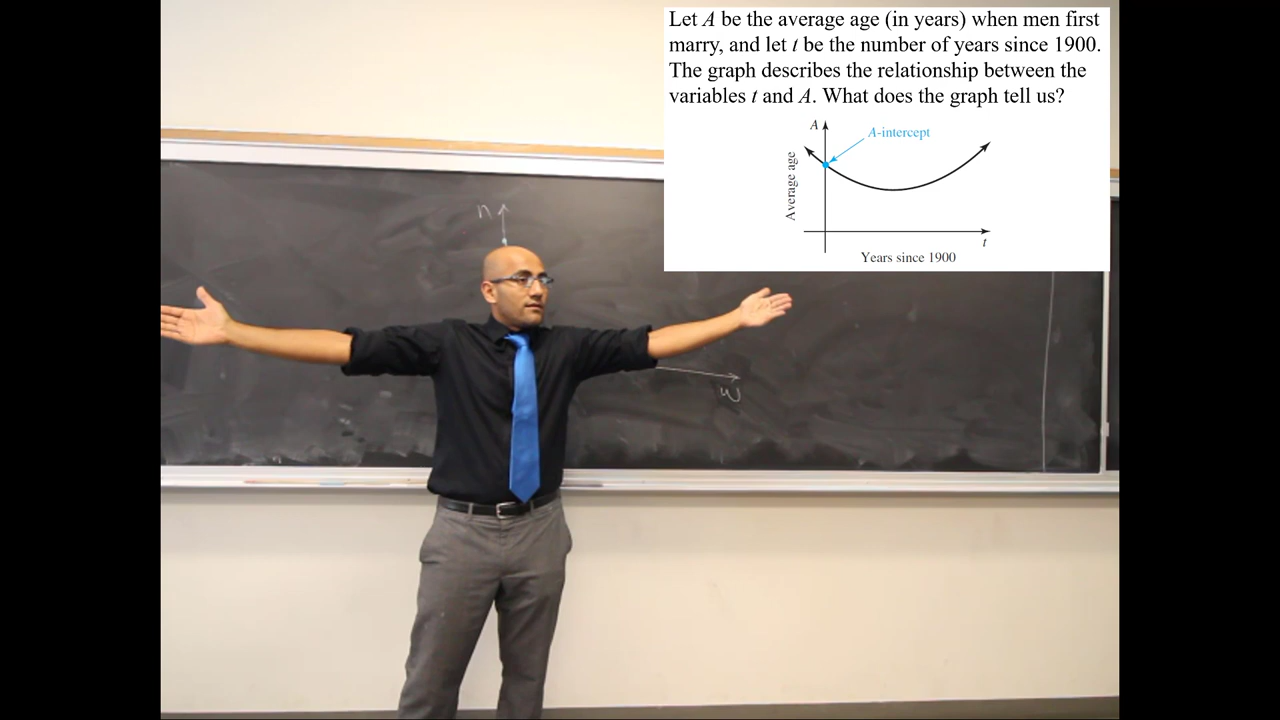 Let A be the average age (in years) when men first
marry, and let t be the number of years since 1900.
The graph describes the relationship between the
variables t and A. What does the graph tell us?
A
A-intercept
Average age
t
Years since 1900
n
w